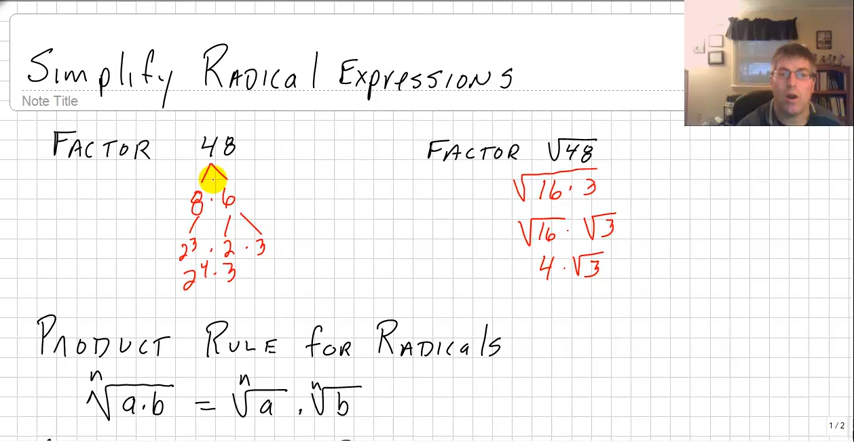 Simplify Radical Expressions
Note Title
Factor 48
8 · 6
2³ · 2 · 3
2⁴ · 3
Factor √48
√(16 · 3)
√16 · √3
4 · √3
Product Rule for Radicals
ⁿ√(a·b) = ⁿ√a · ⁿ√b
1/2